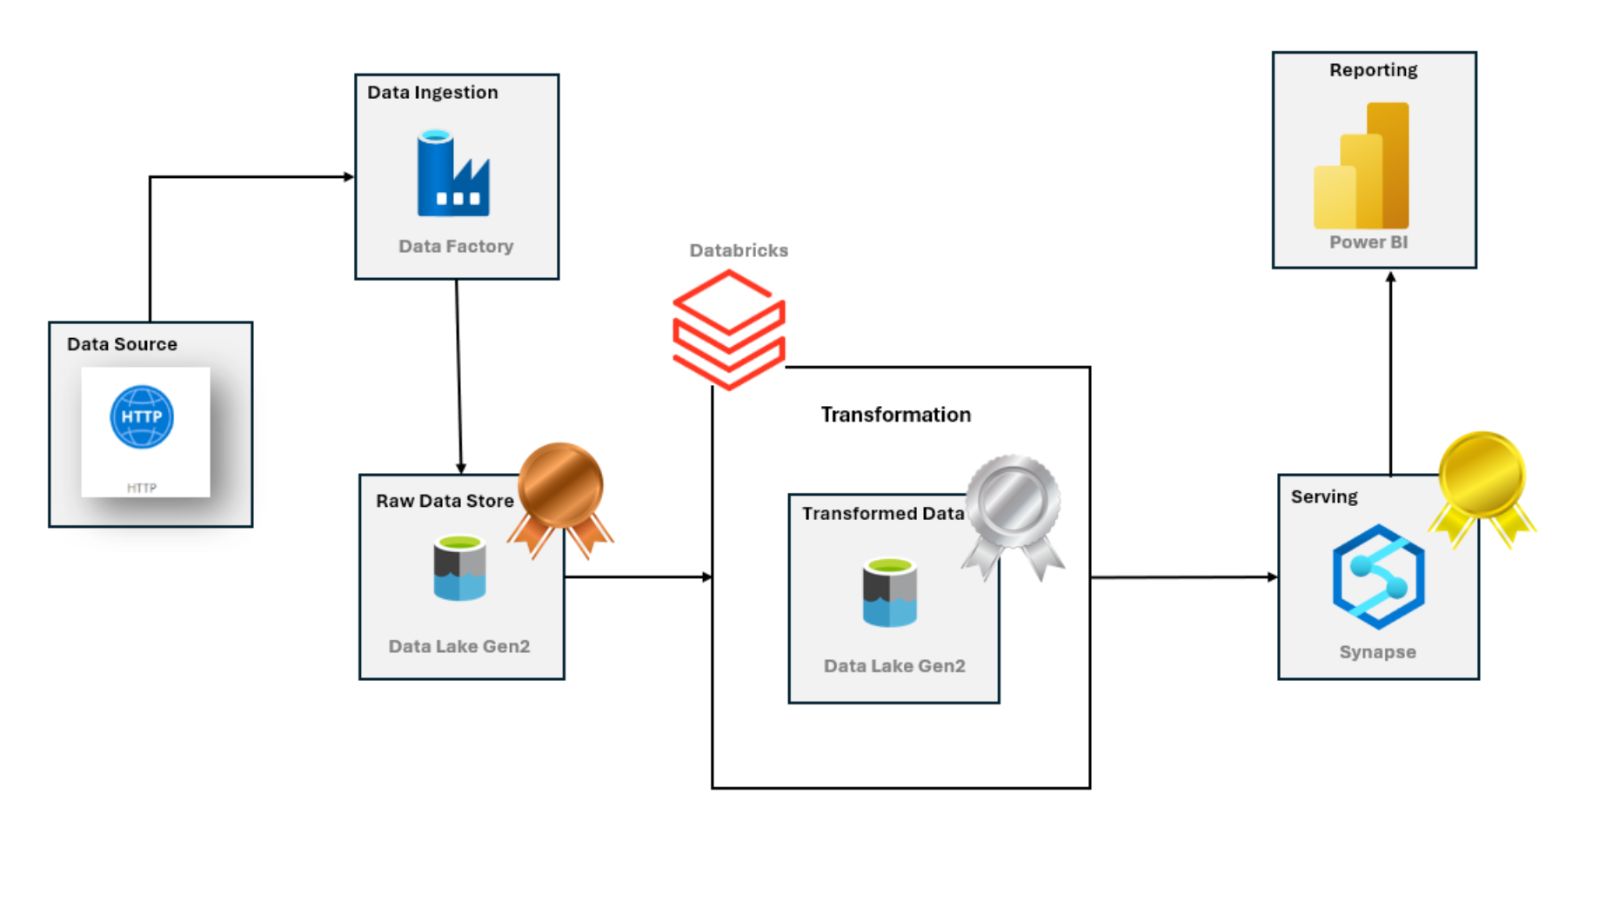 Data Source
HTTP
HTTP
Data Ingestion
Data Factory
Raw Data Store
Data Lake Gen2
Databricks
Transformation
Transformed Data
Data Lake Gen2
Serving
Synapse
Reporting
Power BI